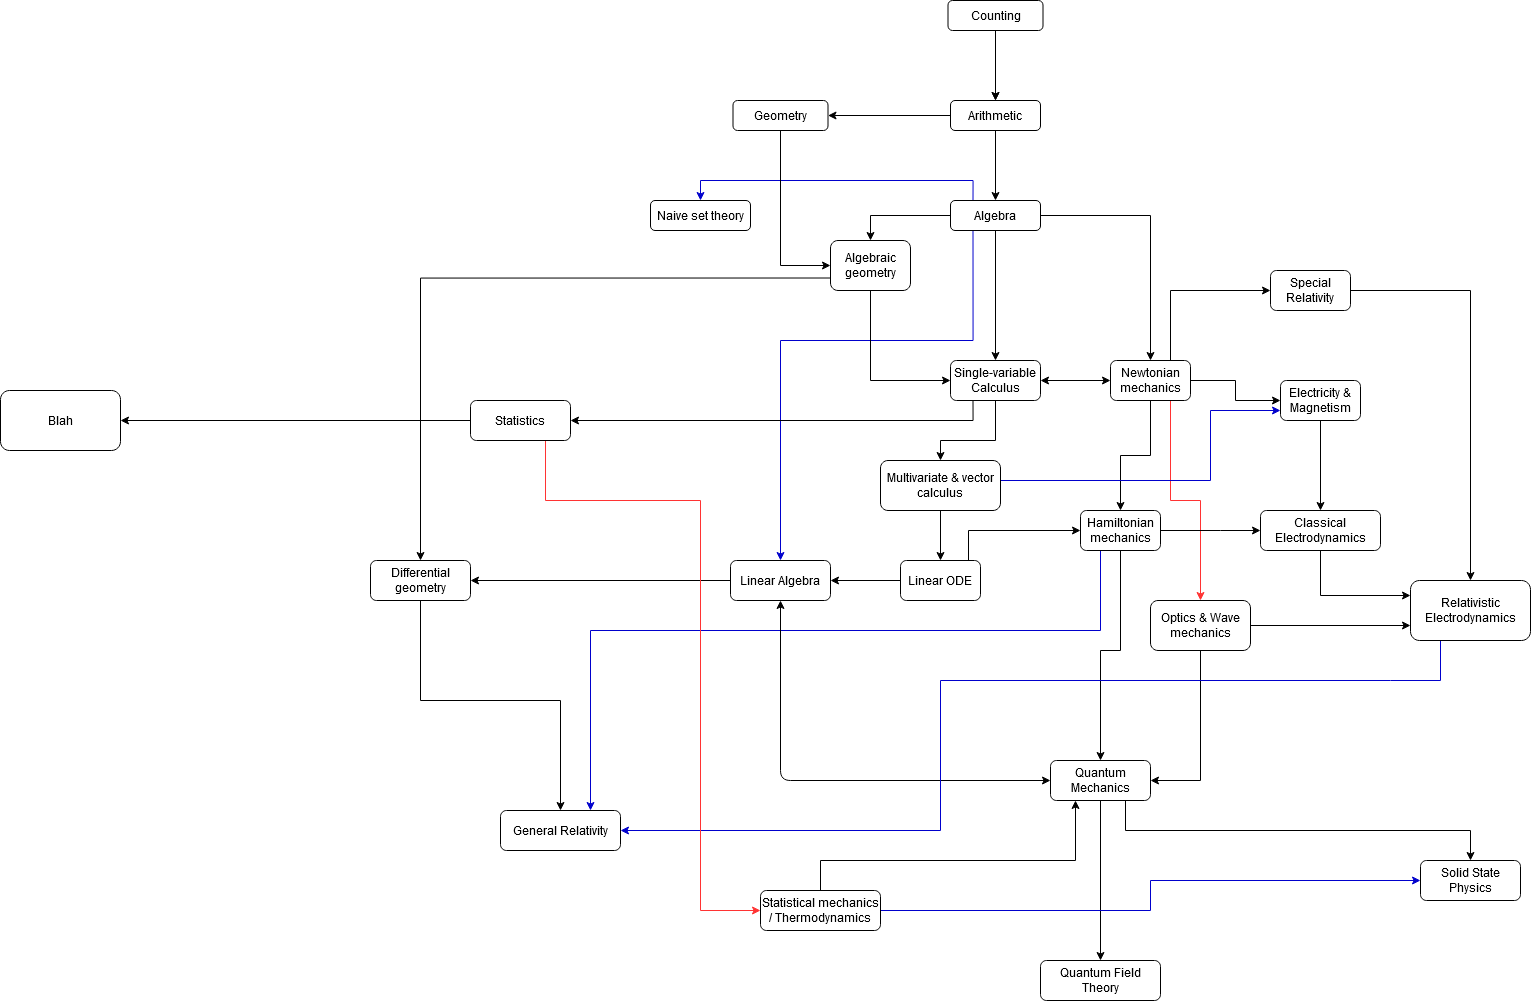 Counting
Geometry
Arithmetic
Naive set theory
Algebra
Algebraic
geometry
Special
Relativity
Single-variable
Calculus
Newtonian
mechanics
Electricity &
Magnetism
Blah
Statistics
Multivariate & vector
calculus
Hamiltonian
mechanics
Classical
Electrodynamics
Differential
geometry
Linear Algebra
Linear ODE
Optics & Wave
mechanics
Relativistic
Electrodynamics
Quantum
Mechanics
General Relativity
Solid State
Physics
Statistical mechanics
/ Thermodynamics
Quantum Field
Theory